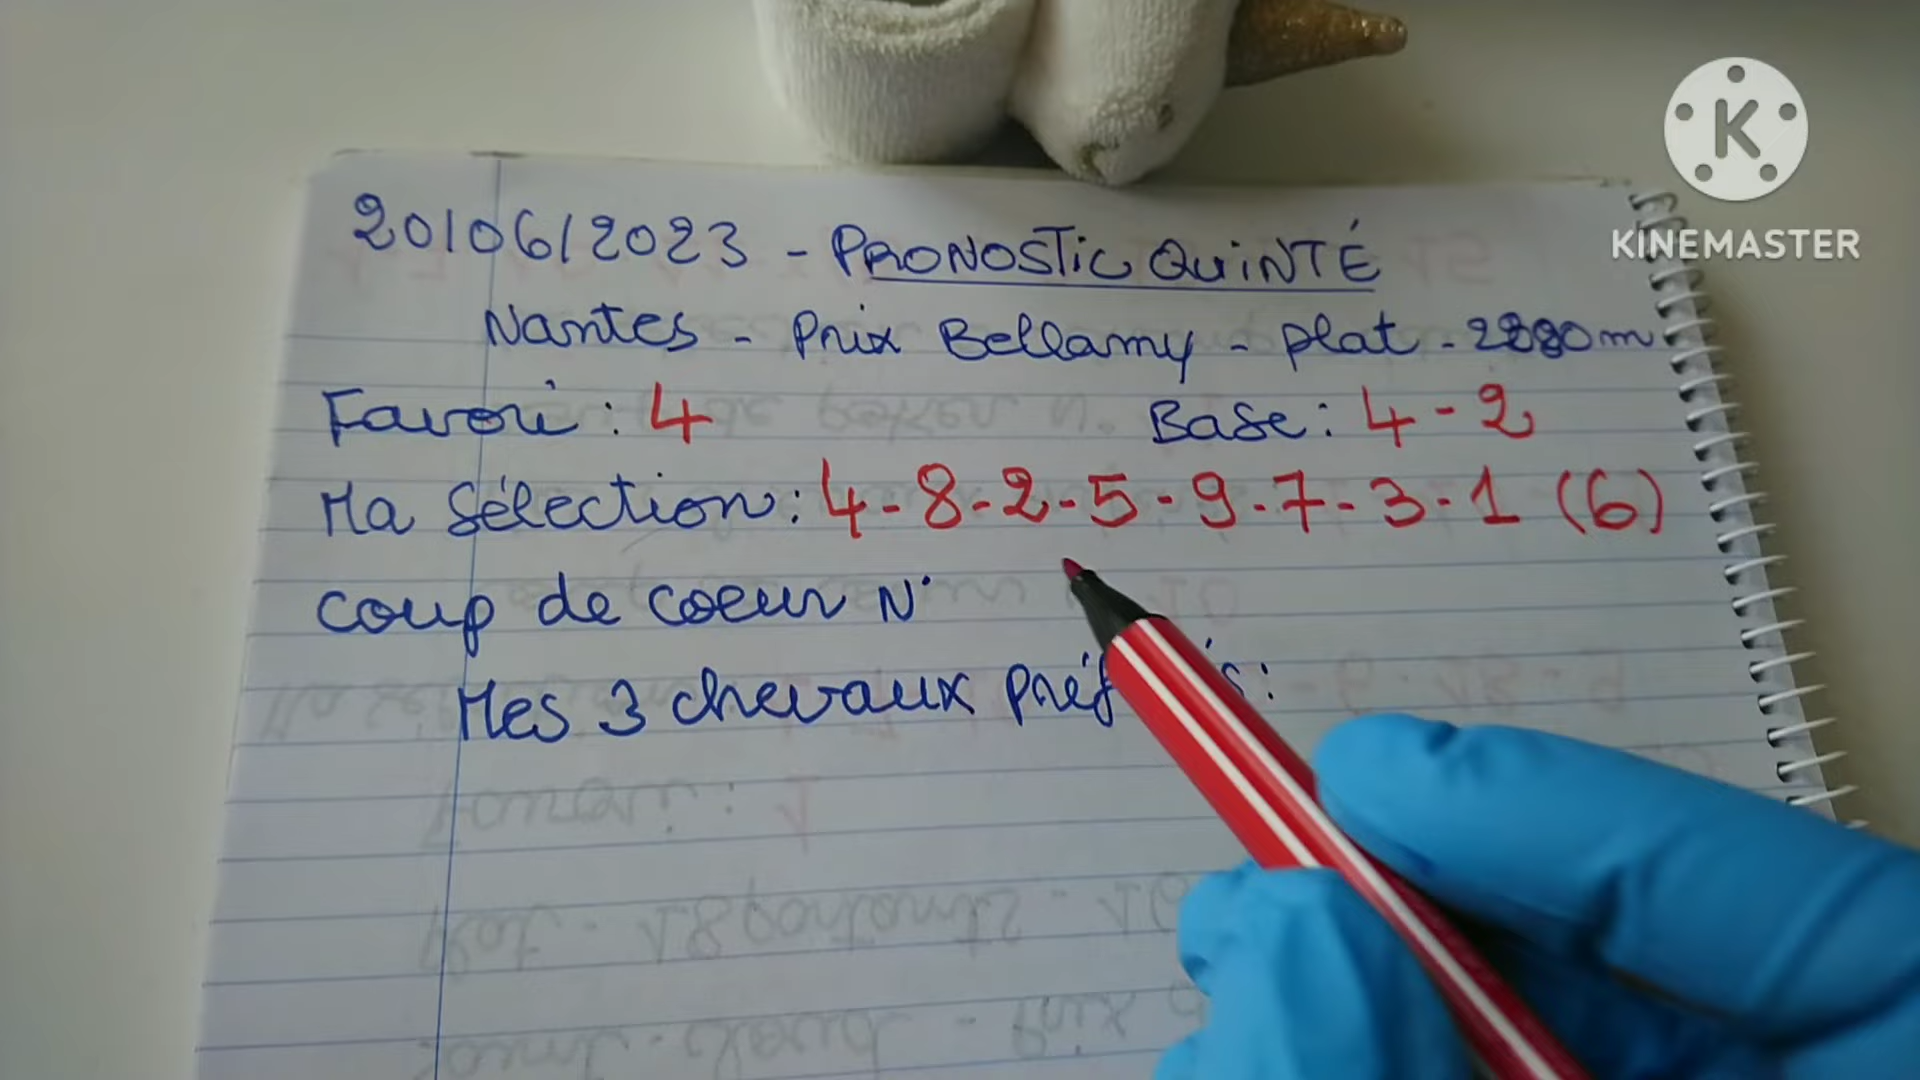 20/06/2023 - PRONOSTIC QUINTÉ
KINEMASTER
Nantes - Prix Bellamy - plat -
Favori : 4 Base : 4 - 2
Ma Sélection : 4 - 8 - 2 - 5 - 9 - 7 - 3 - 1 (6)
coup de coeur N°
Mes 3 chevaux